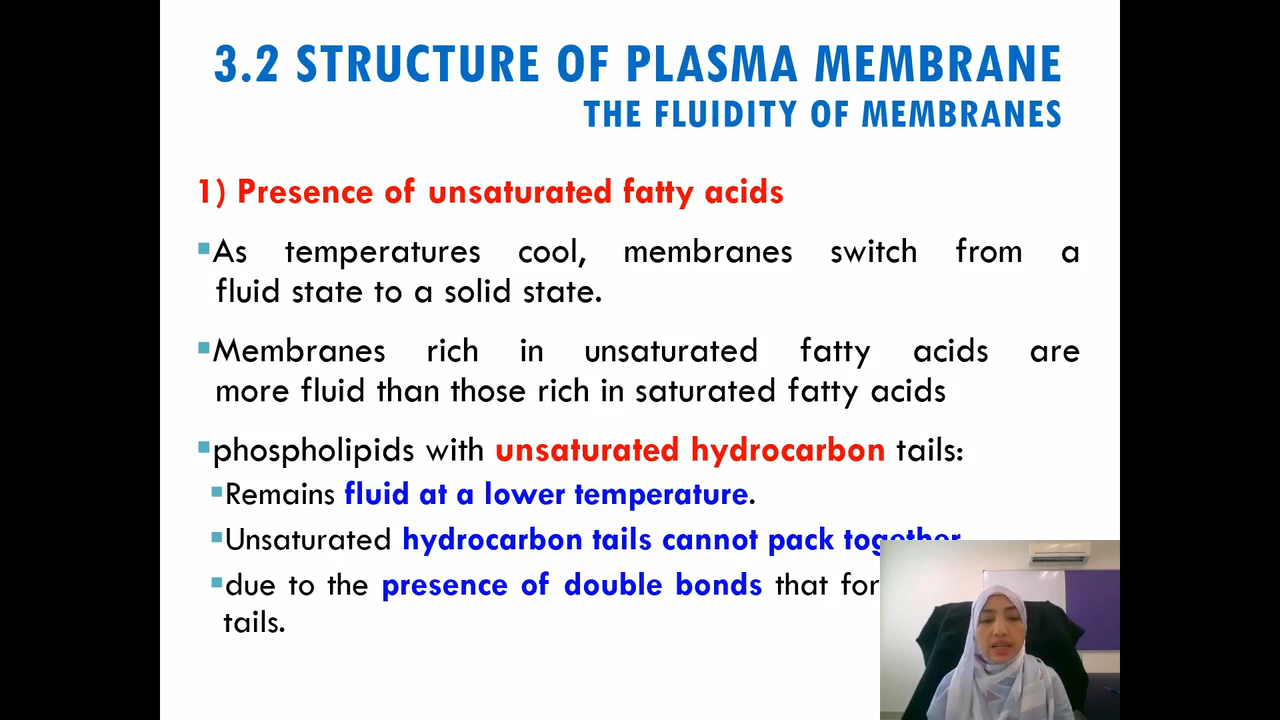 3.2 STRUCTURE OF PLASMA MEMBRANE
THE FLUIDITY OF MEMBRANES
1) Presence of unsaturated fatty acids
▪As temperatures cool, membranes switch from a
fluid state to a solid state.
▪Membranes rich in unsaturated fatty acids are
more fluid than those rich in saturated fatty acids
▪phospholipids with unsaturated hydrocarbon tails:
▪Remains fluid at a lower temperature.
▪Unsaturated hydrocarbon tails cannot pack together
▪due to the presence of double bonds that
tails.